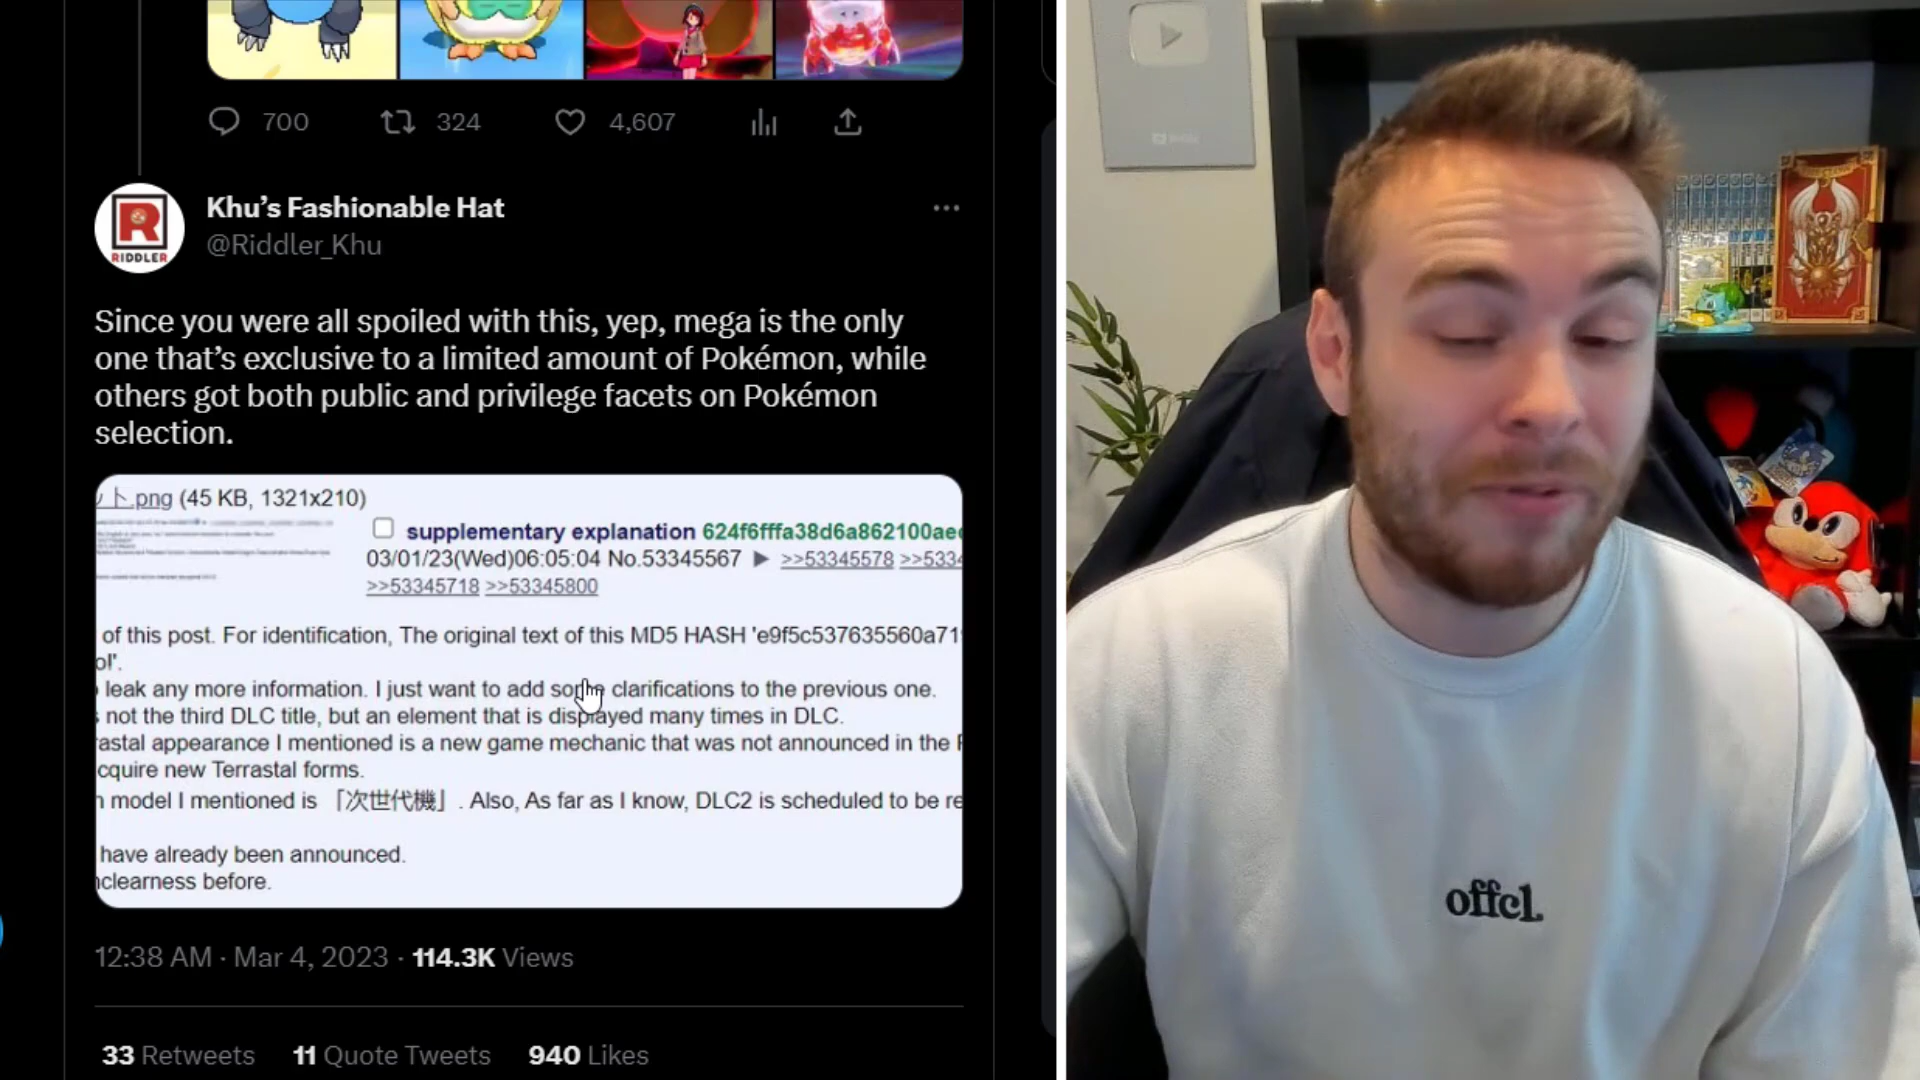 700
324
4,607
RIDDLER
Khu's Fashionable Hat
@Riddler_Khu
Since you were all spoiled with this, yep, mega is the only
one that's exclusive to a limited amount of Pokémon, while
others got both public and privilege facets on Pokémon
selection.
ト.png (45 KB, 1321x210)
supplementary explanation 624f6fffa38d6a862100aec
03/01/23(Wed)06:05:04 No.53345567 ▶ >>53345578 >>534
>>53345718 >>53345800
of this post. For identification, The original text of this MD5 HASH 'e9f5c537635560a71
ol'.
leak any more information. I just want to add some clarifications to the previous one.
not the third DLC title, but an element that is displayed many times in DLC.
rastal appearance I mentioned is a new game mechanic that was not announced in the
cquire new Terrastal forms.
model I mentioned is 「次世代機」. Also, As far as I know, DLC2 is scheduled to be re
have already been announced.
nclearness before.
12:38 AM · Mar 4, 2023 · 114.3K Views
33 Retweets 11 Quote Tweets 940 Likes
offcl.